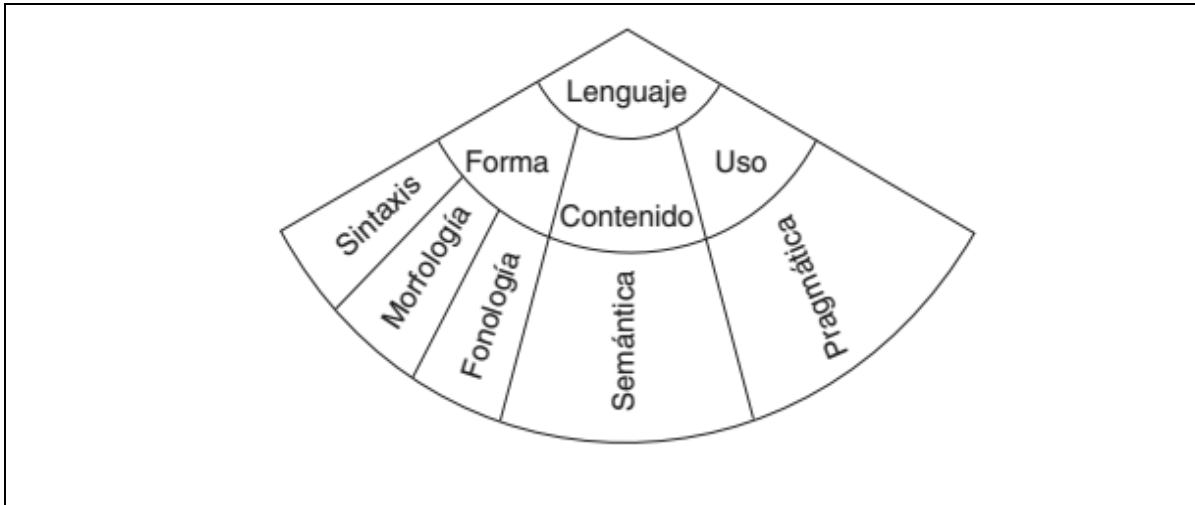 Lenguaje
Forma
Contenido
Uso
Sintaxis
Morfología
Fonología
Semántica
Pragmática